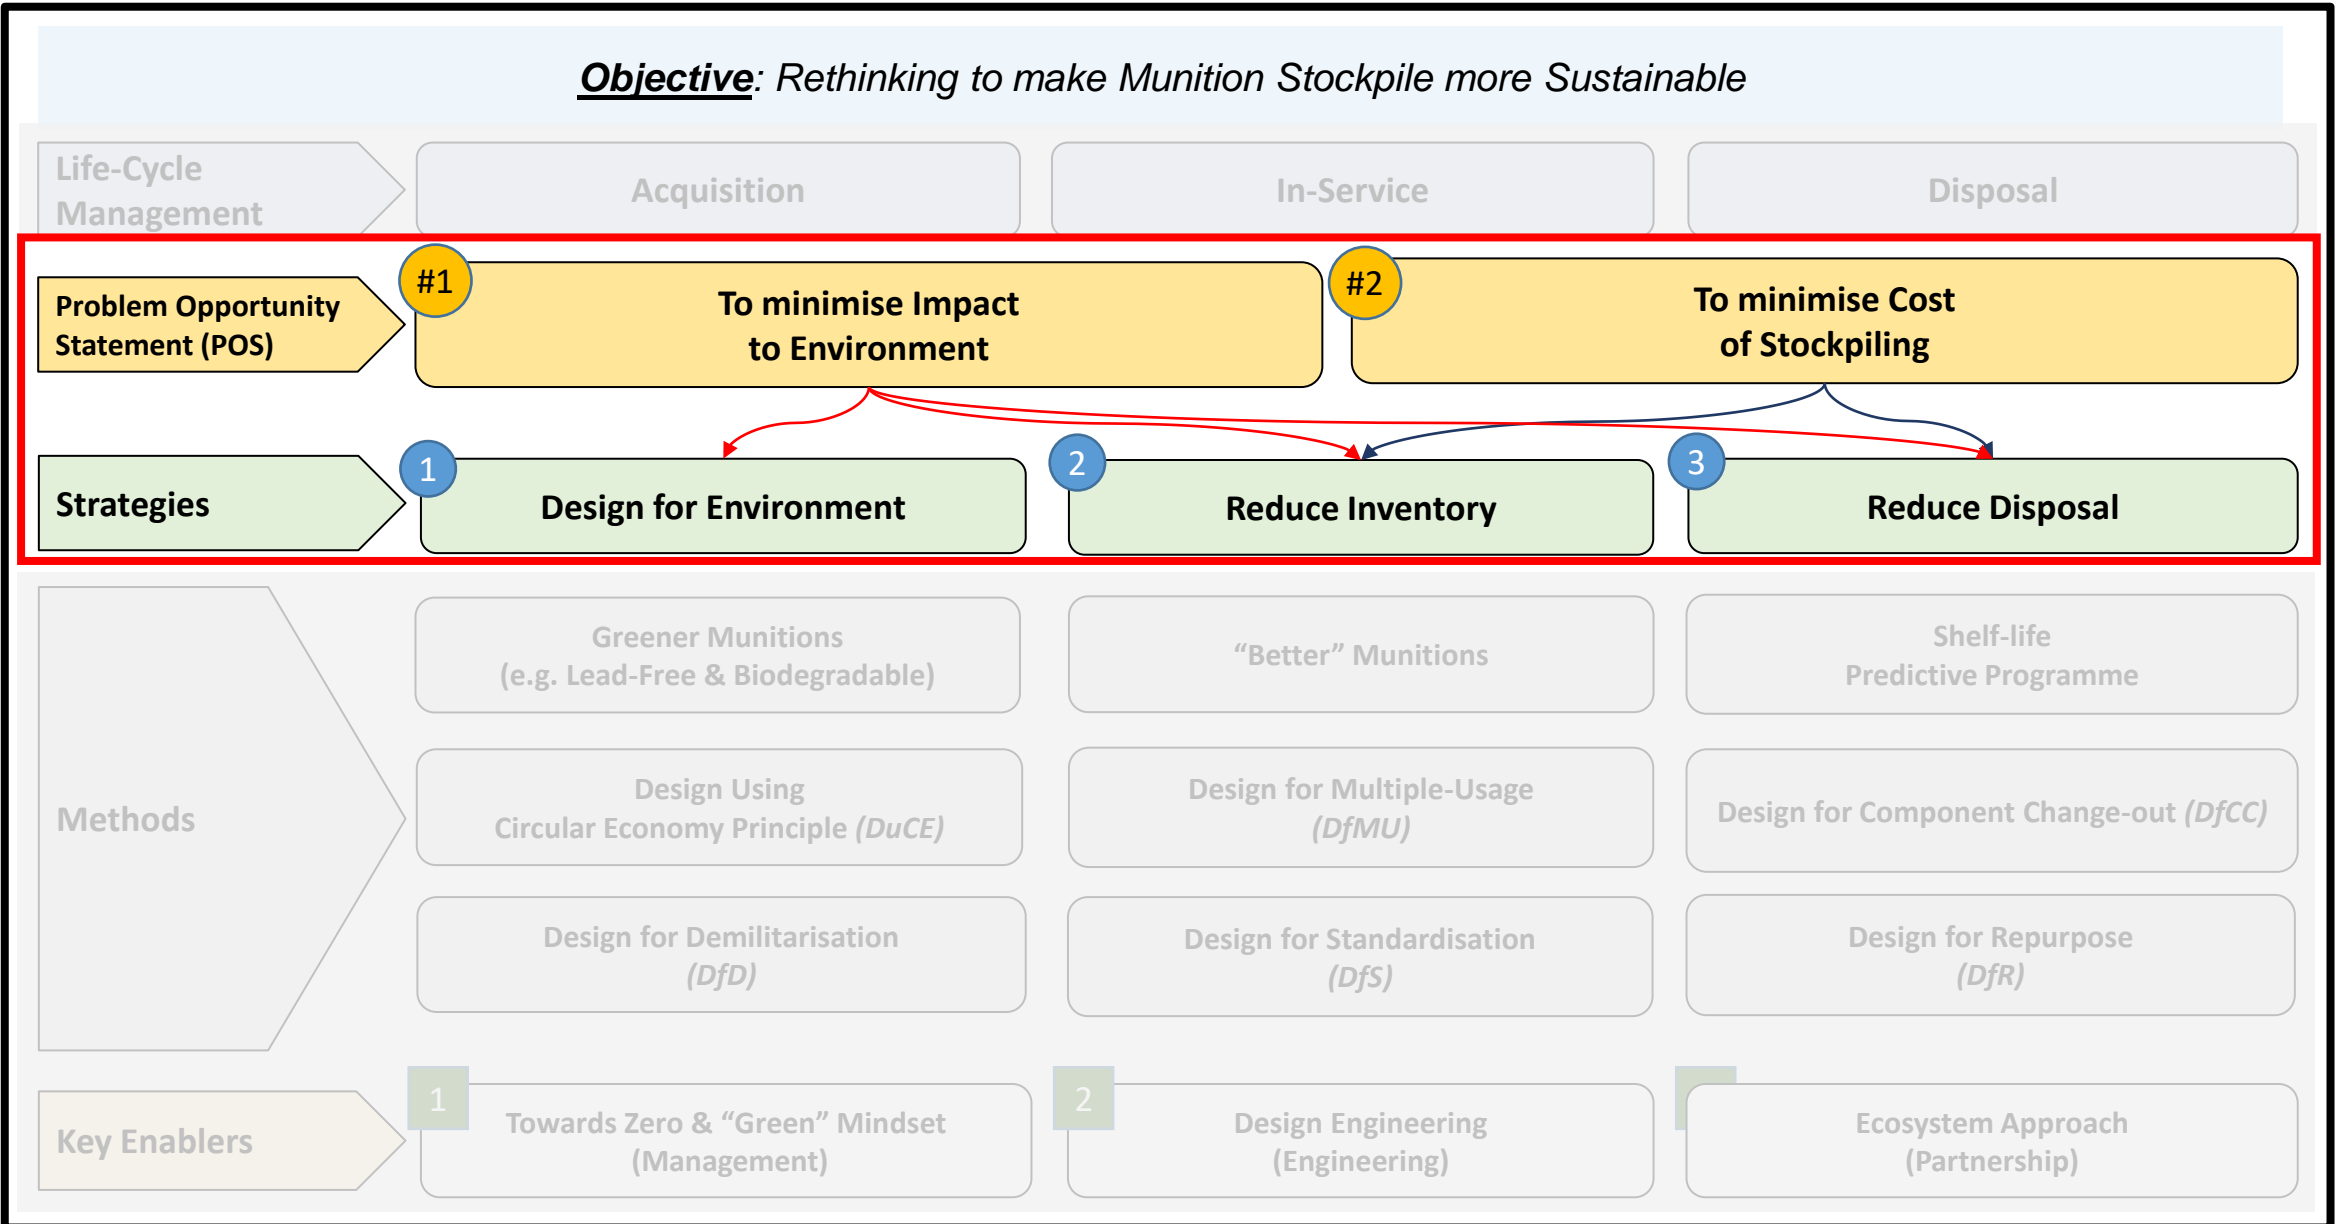 Objective: Rethinking to make Munition Stockpile more Sustainable
Life-Cycle
Management
Acquisition
In-Service
Disposal
#1
#2
Problem Opportunity
Statement (POS)
To minimise Impact
to Environment
To minimise Cost
of Stockpiling
1
2
3
Strategies
Design for Environment
Reduce Inventory
Reduce Disposal
Methods
Greener Munitions
(e.g. Lead-Free & Biodegradable)
“Better” Munitions
Shelf-life
Predictive Programme
Design Using
Circular Economy Principle (DuCE)
Design for Multiple-Usage
(DfMU)
Design for Component Change-out (DfCC)
Design for Demilitarisation
(DfD)
Design for Standardisation
(DfS)
Design for Repurpose
(DfR)
Key Enablers
1
Towards Zero & “Green” Mindset
(Management)
2
Design Engineering
(Engineering)
Ecosystem Approach
(Partnership)